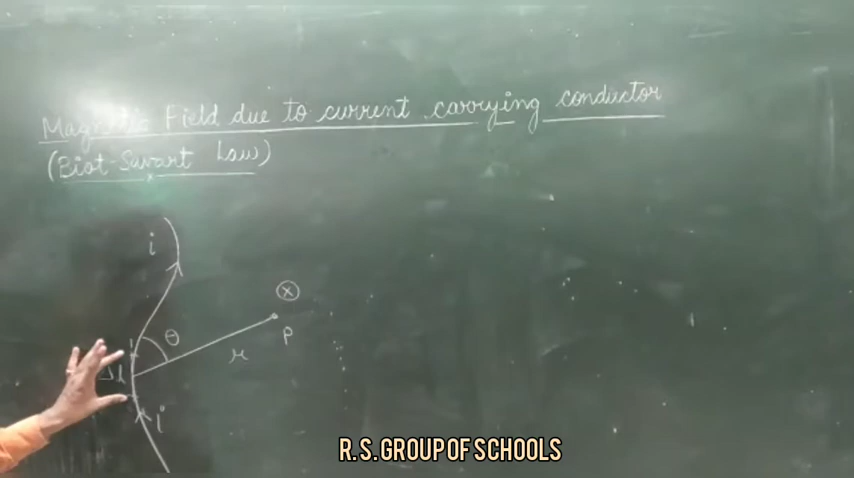 Magnetic Field due to current carrying conductor
(Biot-Savart Law)
i
θ
P
r
Δl
i
R.S. GROUP OF SCHOOLS